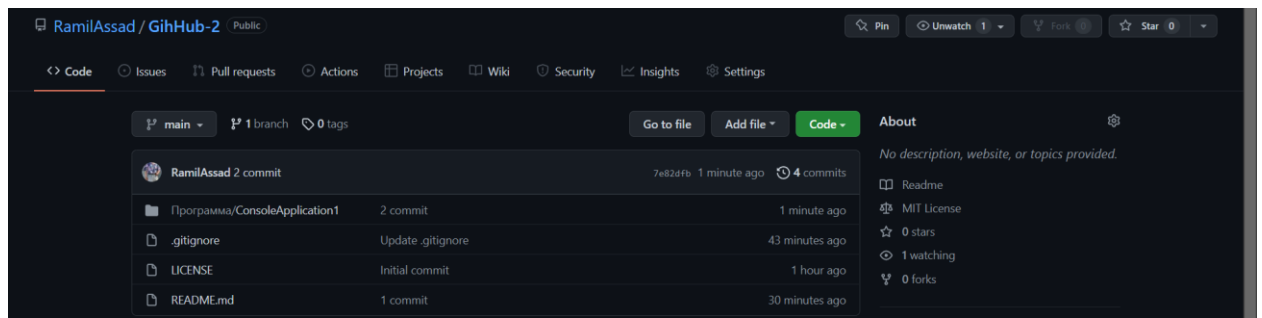 RamilAssad / GihHub-2 Public Pin Unwatch 1 Fork 0 Star 0
<> Code Issues Pull requests Actions Projects Wiki Security Insights Settings
main 1 branch 0 tags Go to file Add file Code
About
No description, website, or topics provided.
RamilAssad 2 commit 7e82dfb 1 minute ago 4 commits
Readme
Программа/ConsoleApplication1 2 commit 1 minute ago
MIT License
0 stars
.gitignore Update .gitignore 43 minutes ago
1 watching
LICENSE Initial commit 1 hour ago
0 forks
README.md 1 commit 30 minutes ago